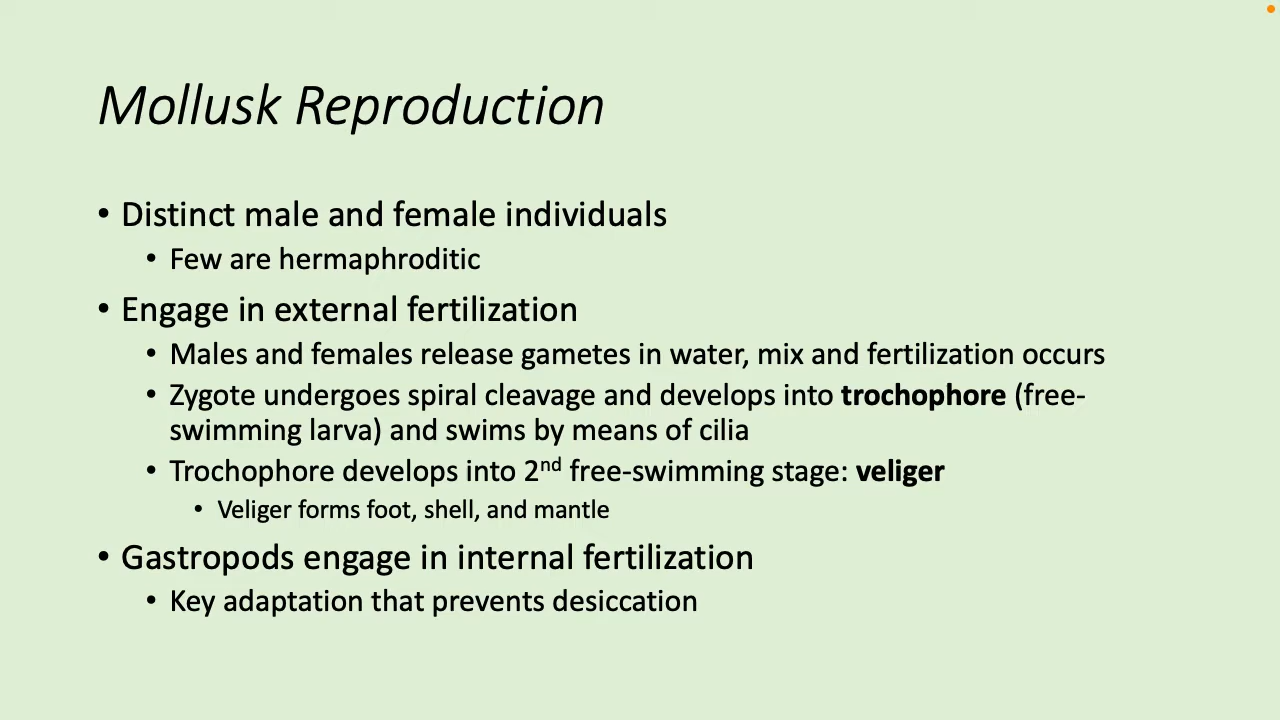 Mollusk Reproduction
• Distinct male and female individuals
• Few are hermaphroditic
• Engage in external fertilization
• Males and females release gametes in water, mix and fertilization occurs
• Zygote undergoes spiral cleavage and develops into trochophore (free-
swimming larva) and swims by means of cilia
• Trochophore develops into 2nd free-swimming stage: veliger
• Veliger forms foot, shell, and mantle
• Gastropods engage in internal fertilization
• Key adaptation that prevents desiccation